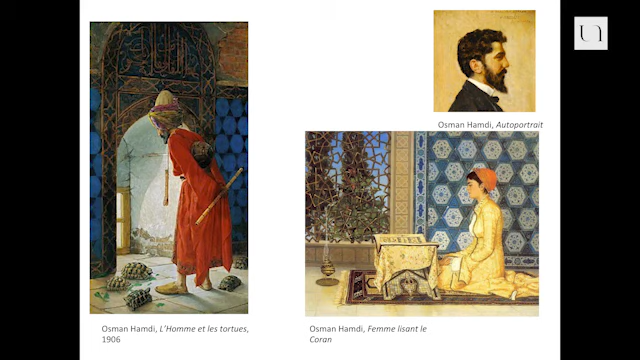 Osman Hamdi, Autoportrait
Osman Hamdi, L'Homme et les tortues,
1906
Osman Hamdi, Femme lisant le
Coran